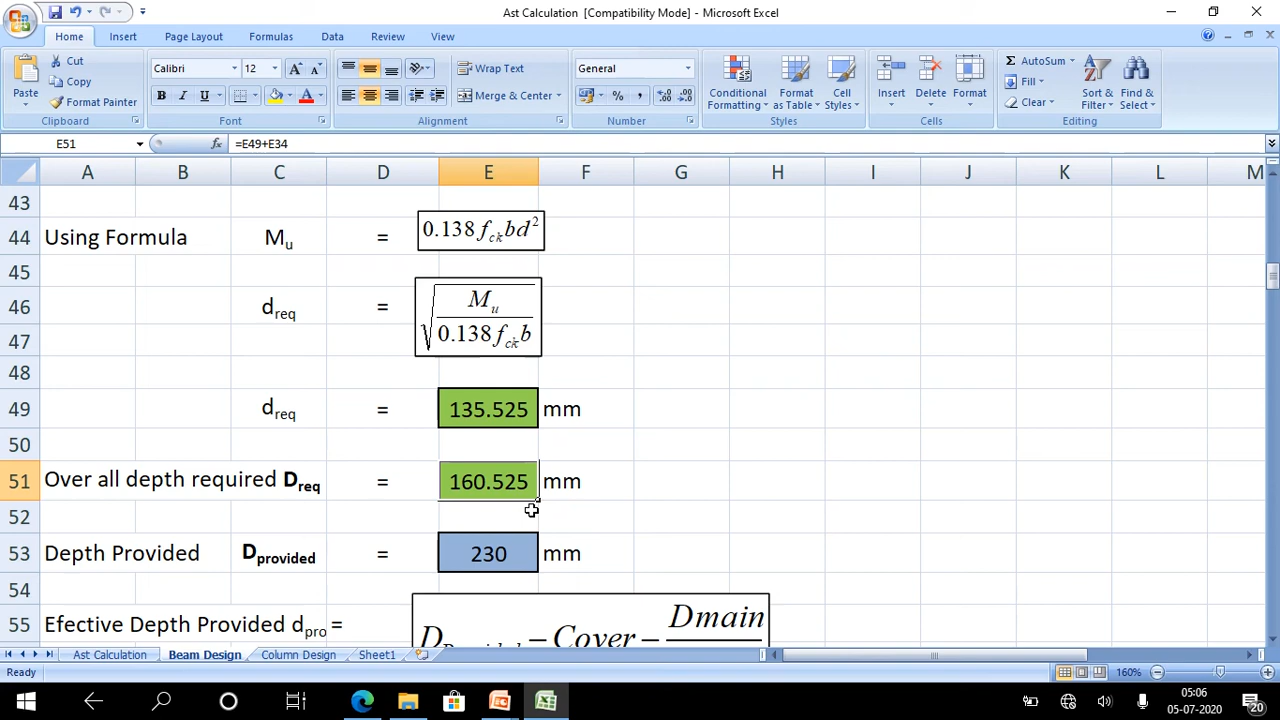 Ast Calculation [Compatibility Mode] - Microsoft Excel
Home Insert Page Layout Formulas Data Review View
Paste Cut Copy Format Painter Clipboard
Calibri 12 A A B I U A Font
Wrap Text Merge & Center Alignment
General % , Number
Conditional Formatting Format as Table Cell Styles Styles
Insert Delete Format Cells
Σ AutoSum Fill Clear Sort & Filter Find & Select Editing
E51 fx =E49+E34
A B C D E F G H I J K L M
43
44 Using Formula Mu = 0.138 fck bd²
45
46 dreq = √ Mu
47 0.138 fck b
48
49 dreq = 135.525 mm
50
51 Over all depth required Dreq = 160.525 mm
52
53 Depth Provided Dprovided = 230 mm
54
55 Efective Depth Provided dpro = DProvided – Cover – Dmain
Ast Calculation Beam Design Column Design Sheet1
Ready 160%
05:06
05-07-2020
20